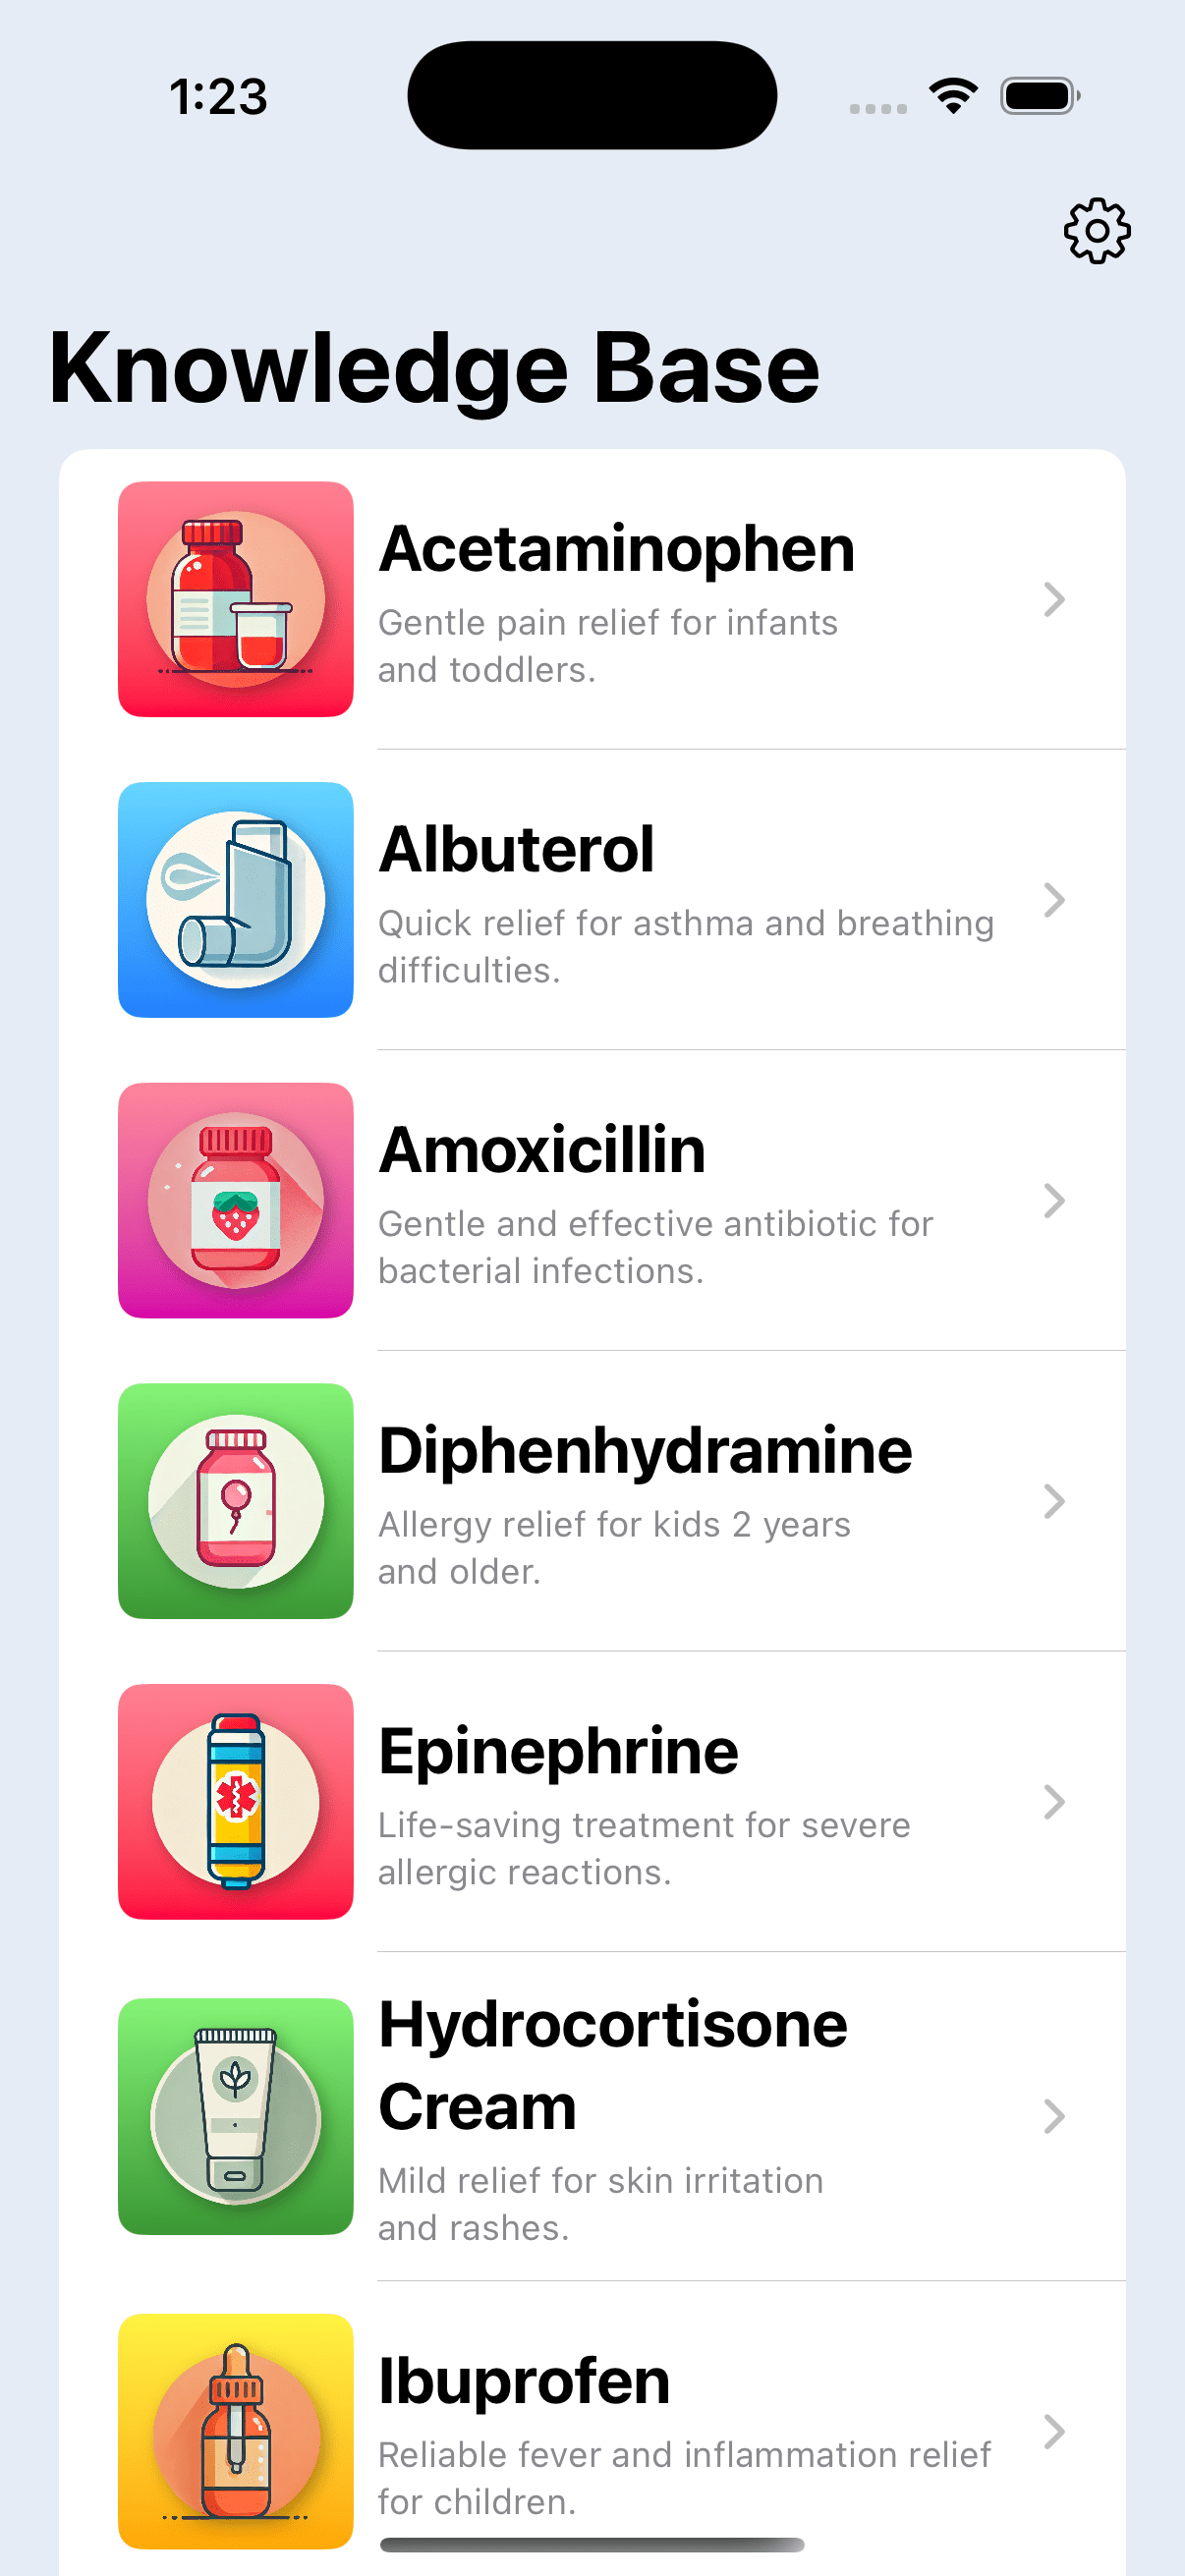 1:23
Knowledge Base
Acetaminophen
Gentle pain relief for infants
and toddlers.
Albuterol
Quick relief for asthma and breathing
difficulties.
Amoxicillin
Gentle and effective antibiotic for
bacterial infections.
Diphenhydramine
Allergy relief for kids 2 years
and older.
Epinephrine
Life-saving treatment for severe
allergic reactions.
Hydrocortisone
Cream
Mild relief for skin irritation
and rashes.
Ibuprofen
Reliable fever and inflammation relief
for children.